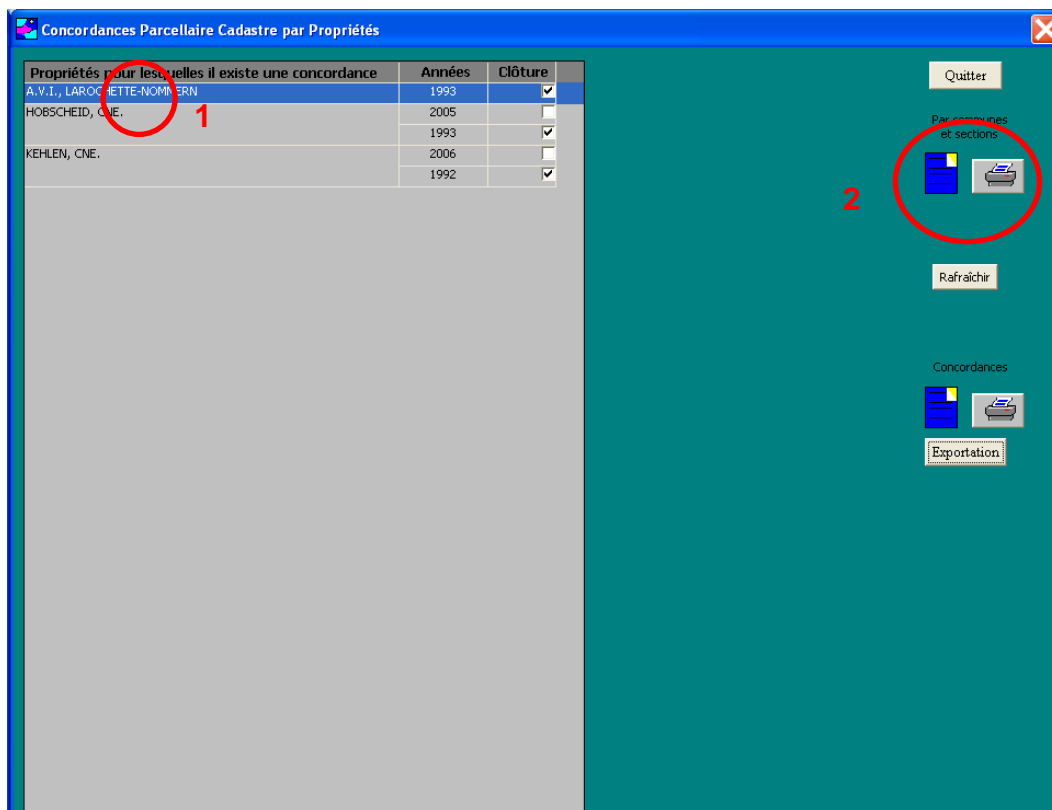 Concordances Parcellaire Cadastre par Propriétés
Propriétés pour lesquelles il existe une concordance Années Clôture
A.V.I., LAROCHETTE-NOMMERN 1993
HOBSCHEID, CNE. 2005
1993
KEHLEN, CNE. 2006
1992
1
Quitter
Par communes
et sections
2
Rafraîchir
Concordances
Exportation